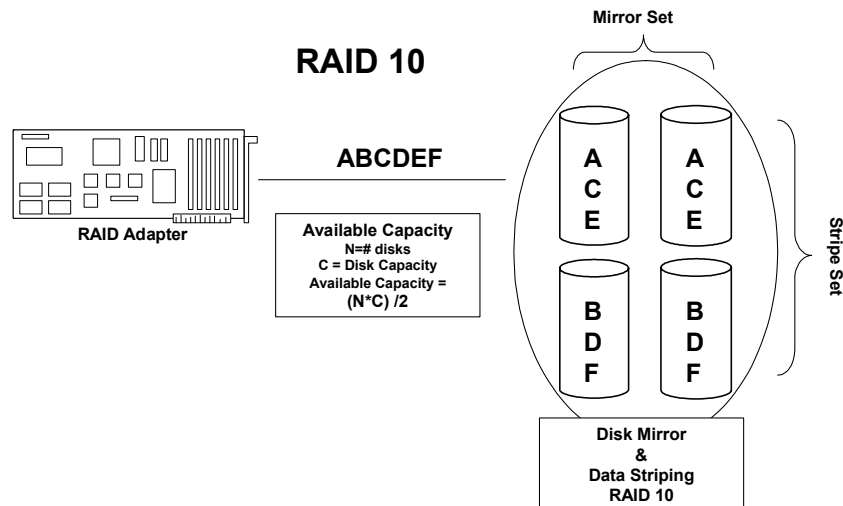 Mirror Set
RAID 10
ABCDEF
RAID Adapter
Available Capacity
N=# disks
C = Disk Capacity
Available Capacity =
(N*C) /2
A
C
E
A
C
E
B
D
F
B
D
F
Stripe Set
Disk Mirror
&
Data Striping
RAID 10